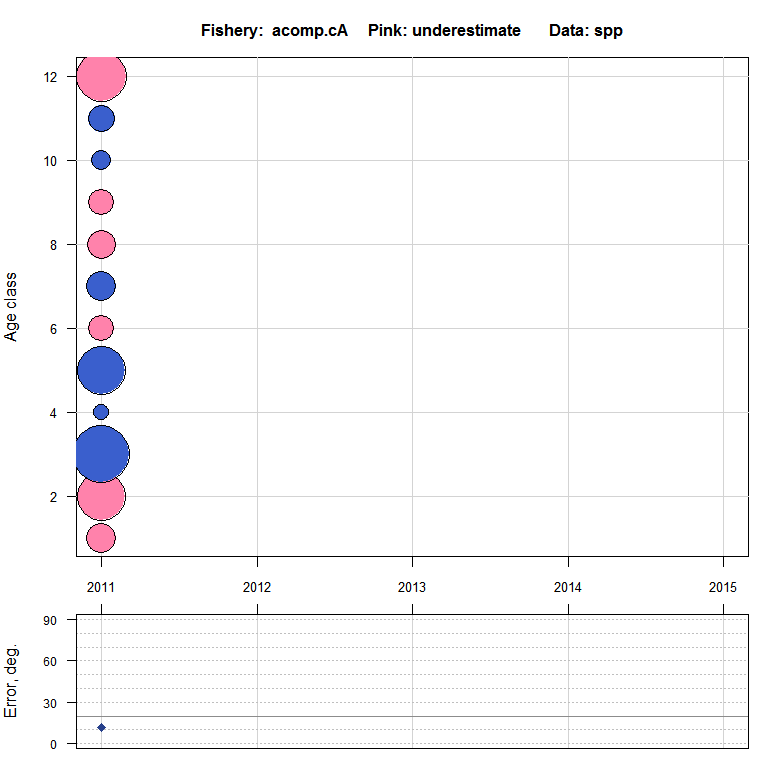 Fishery:  acomp.cA    Pink: underestimate      Data: spp
Age class
12
10
8
6
4
2
2011 2012 2013 2014 2015
Error, deg.
90
60
30
0